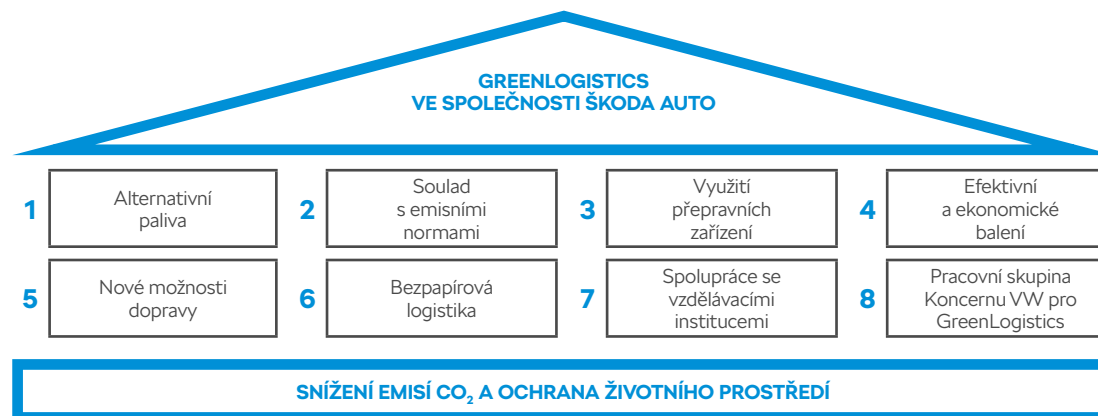 GREENLOGISTICS
VE SPOLEČNOSTI ŠKODA AUTO
1
Alternativní
paliva
2
Soulad
s emisními
normami
3
Využití
přepravních
zařízení
4
Efektivní
a ekonomické
balení
5
Nové možnosti
dopravy
6
Bezpapírová
logistika
7
Spolupráce se
vzdělávacími
institucemi
8
Pracovní skupina
Koncernu VW pro
GreenLogistics
SNÍŽENÍ EMISÍ CO₂ A OCHRANA ŽIVOTNÍHO PROSTŘEDÍ